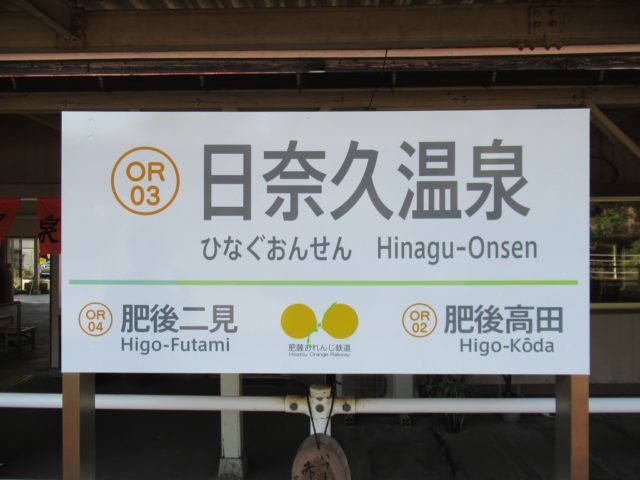 OR
03
日奈久温泉
ひなぐおんせん Hinagu-Onsen
OR
04
肥後二見
Higo-Futami
肥薩おれんじ鉄道
Hisatsu Orange Railway
OR
02
肥後高田
Higo-Kōda
泉